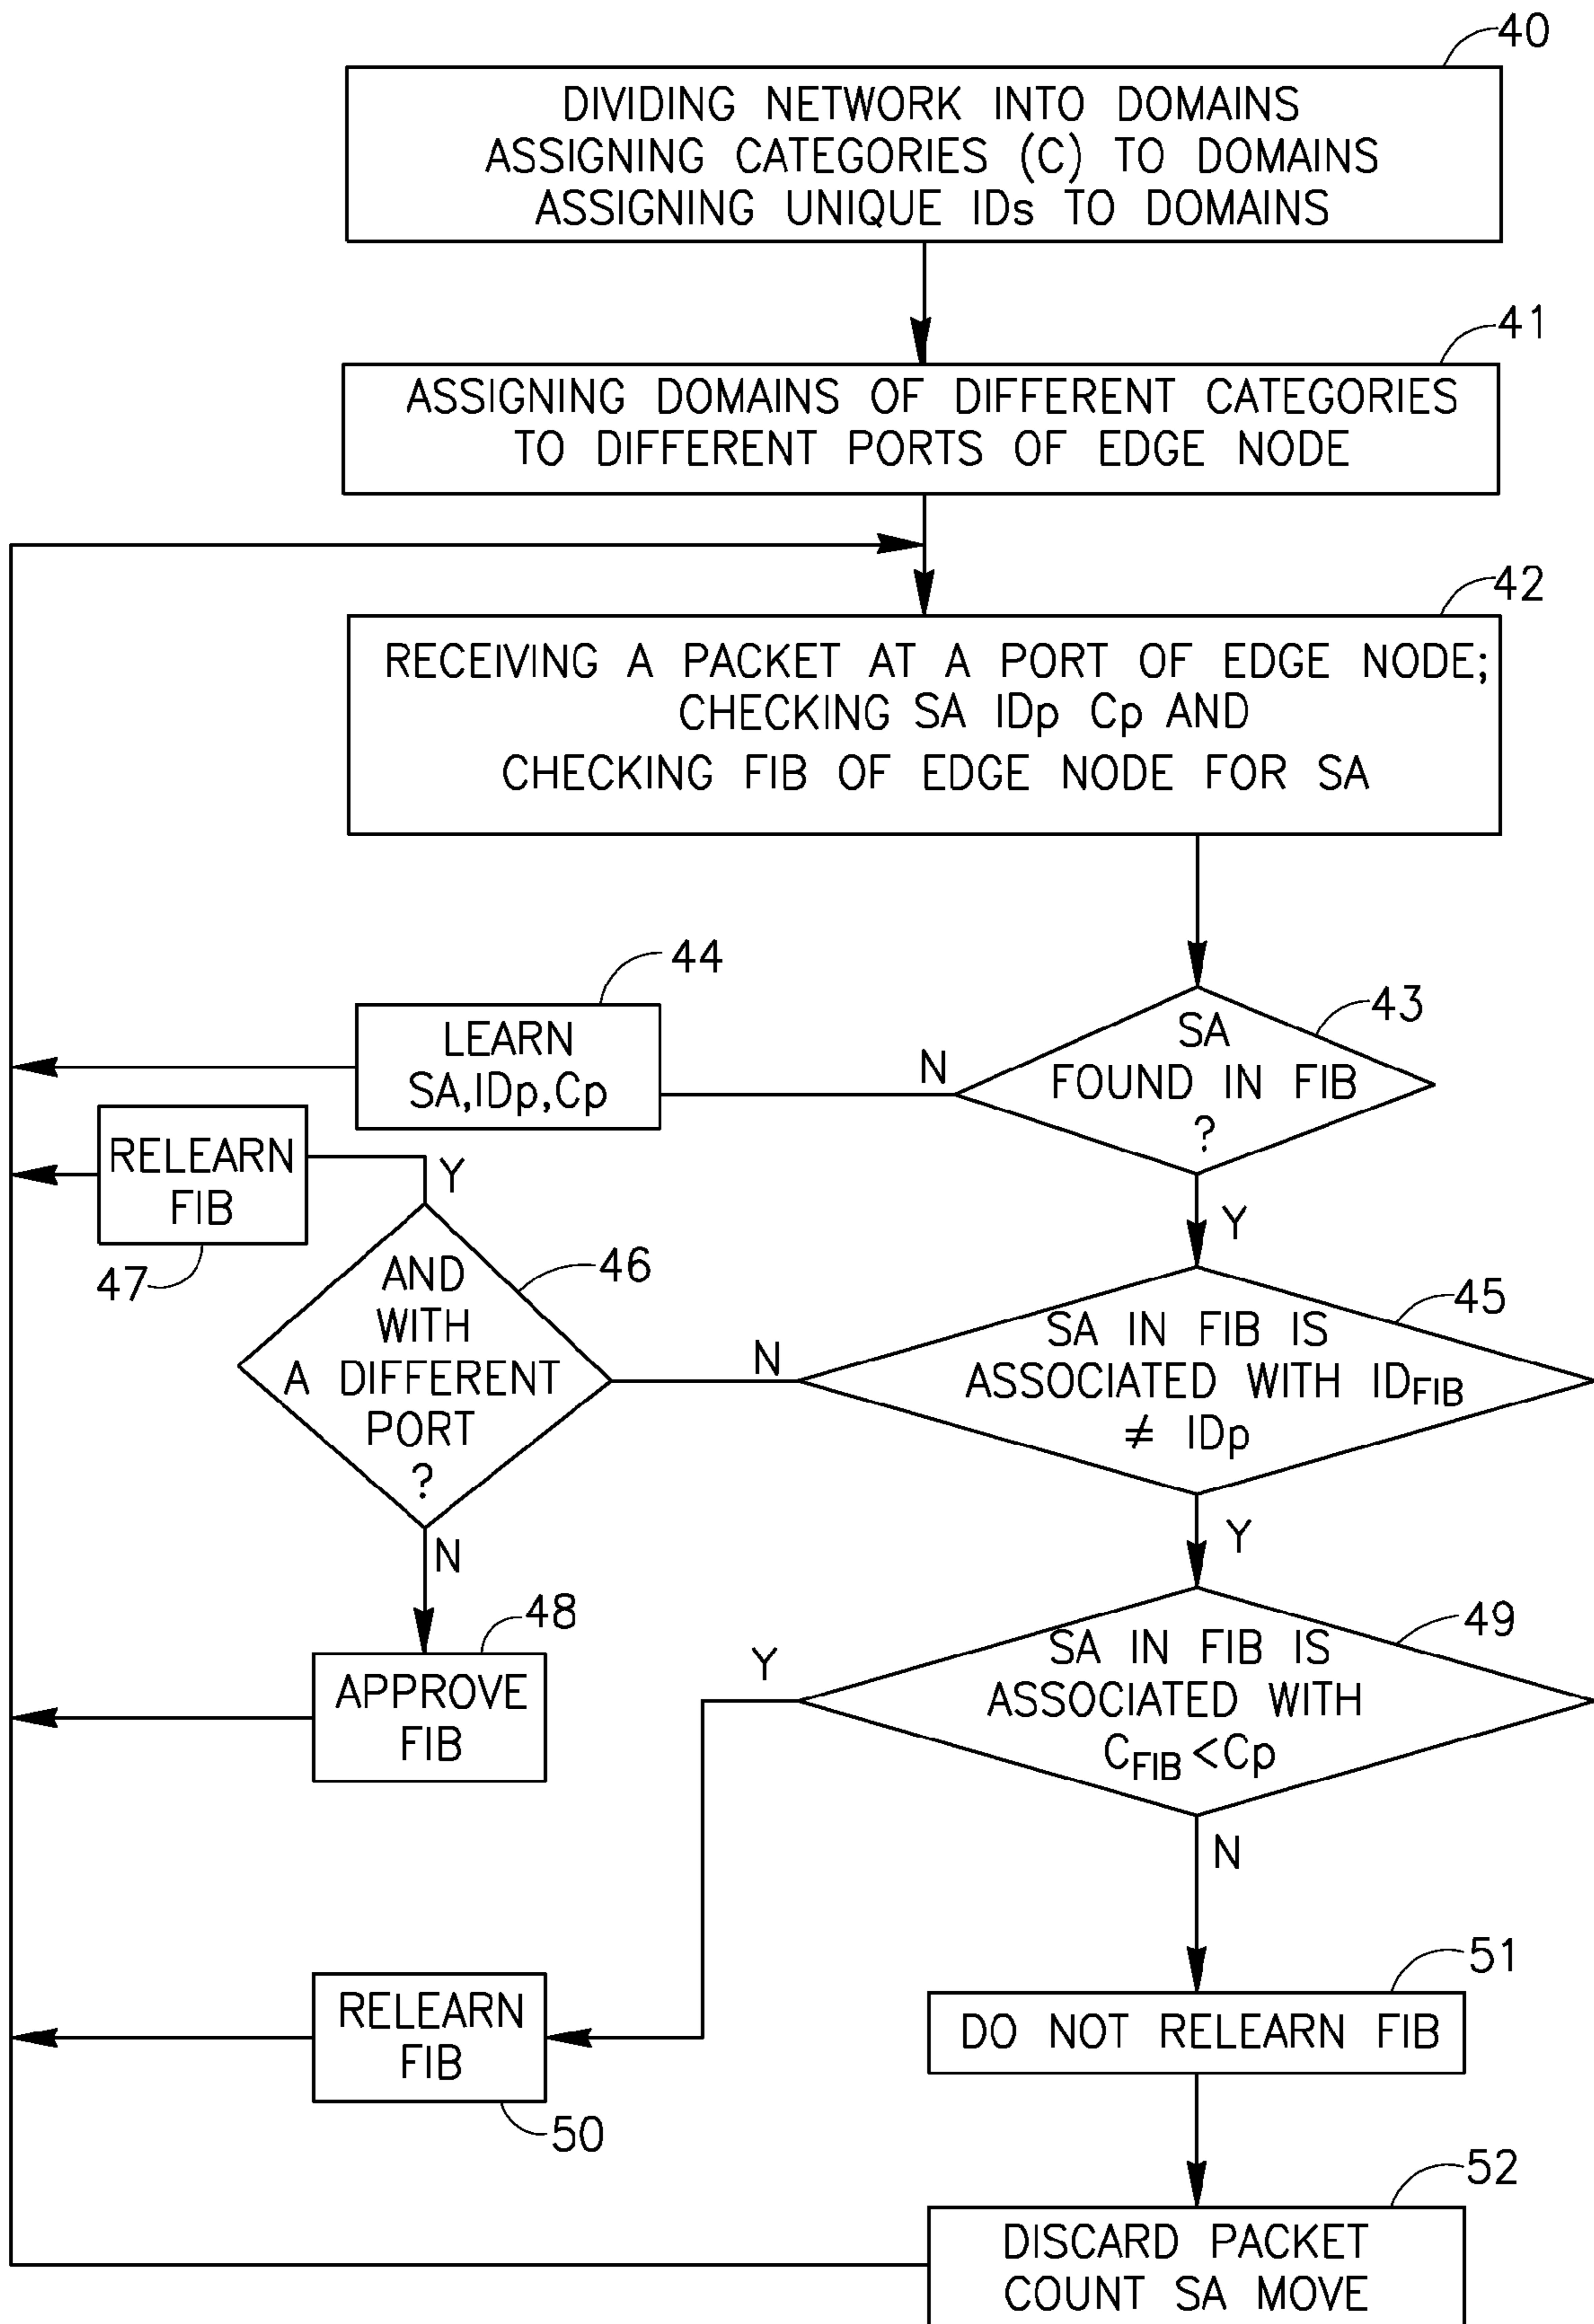 40
DIVIDING NETWORK INTO DOMAINS
ASSIGNING CATEGORIES (C) TO DOMAINS
ASSIGNING UNIQUE IDs TO DOMAINS
41
ASSIGNING DOMAINS OF DIFFERENT CATEGORIES
TO DIFFERENT PORTS OF EDGE NODE
42
RECEIVING A PACKET AT A PORT OF EDGE NODE;
CHECKING SA IDp Cp AND
CHECKING FIB OF EDGE NODE FOR SA
43
SA
FOUND IN FIB
?
N
Y
44
LEARN
SA,IDp,Cp
RELEARN
FIB
47
Y
46
AND
WITH
A DIFFERENT
PORT
?
N
N
45
SA IN FIB IS
ASSOCIATED WITH IDFIB
≠ IDp
Y
48
APPROVE
FIB
49
SA IN FIB IS
ASSOCIATED WITH
CFIB <Cp
Y
N
RELEARN
FIB
50
51
DO NOT RELEARN FIB
52
DISCARD PACKET
COUNT SA MOVE